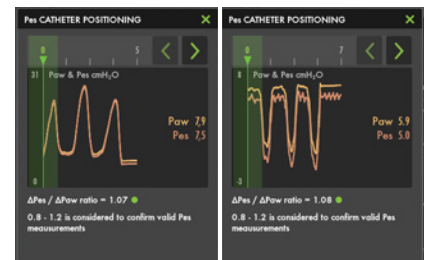 Pes CATHETER POSITIONING ×
0 5 < >
31 Paw & Pes cmH₂O
Paw 7,9
Pes 7,5
0
ΔPes / ΔPaw ratio = 1.07
0.8 - 1.2 is considered to confirm valid Pes
meausurements
Pes CATHETER POSITIONING ×
0 7 < >
8 Paw & Pes cmH₂O
Paw 5.9
Pes 5.0
-3
ΔPes / ΔPaw ratio = 1.08
0.8 - 1.2 is considered to confirm valid Pes
meausurements